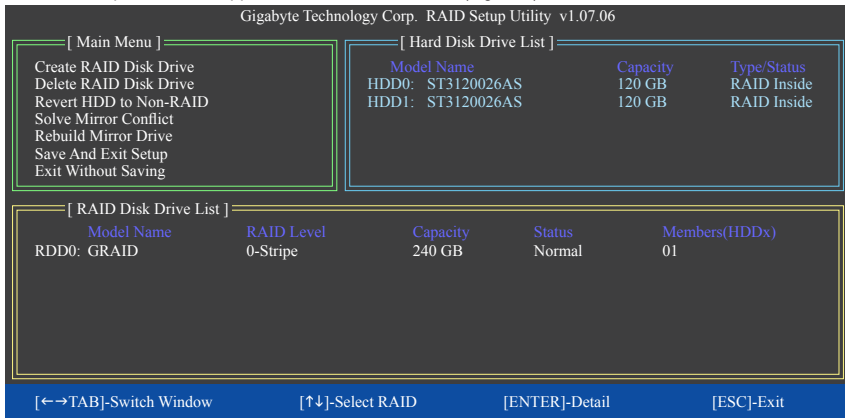 Gigabyte Technology Corp. RAID Setup Utility v1.07.06
[ Main Menu ]
Create RAID Disk Drive
Delete RAID Disk Drive
Revert HDD to Non-RAID
Solve Mirror Conflict
Rebuild Mirror Drive
Save And Exit Setup
Exit Without Saving
[ Hard Disk Drive List ]
Model Name Capacity Type/Status
HDD0: ST3120026AS 120 GB RAID Inside
HDD1: ST3120026AS 120 GB RAID Inside
[ RAID Disk Drive List ]
Model Name RAID Level Capacity Status Members(HDDx)
RDD0: GRAID 0-Stripe 240 GB Normal 01
[←→TAB]-Switch Window [↑↓]-Select RAID [ENTER]-Detail [ESC]-Exit